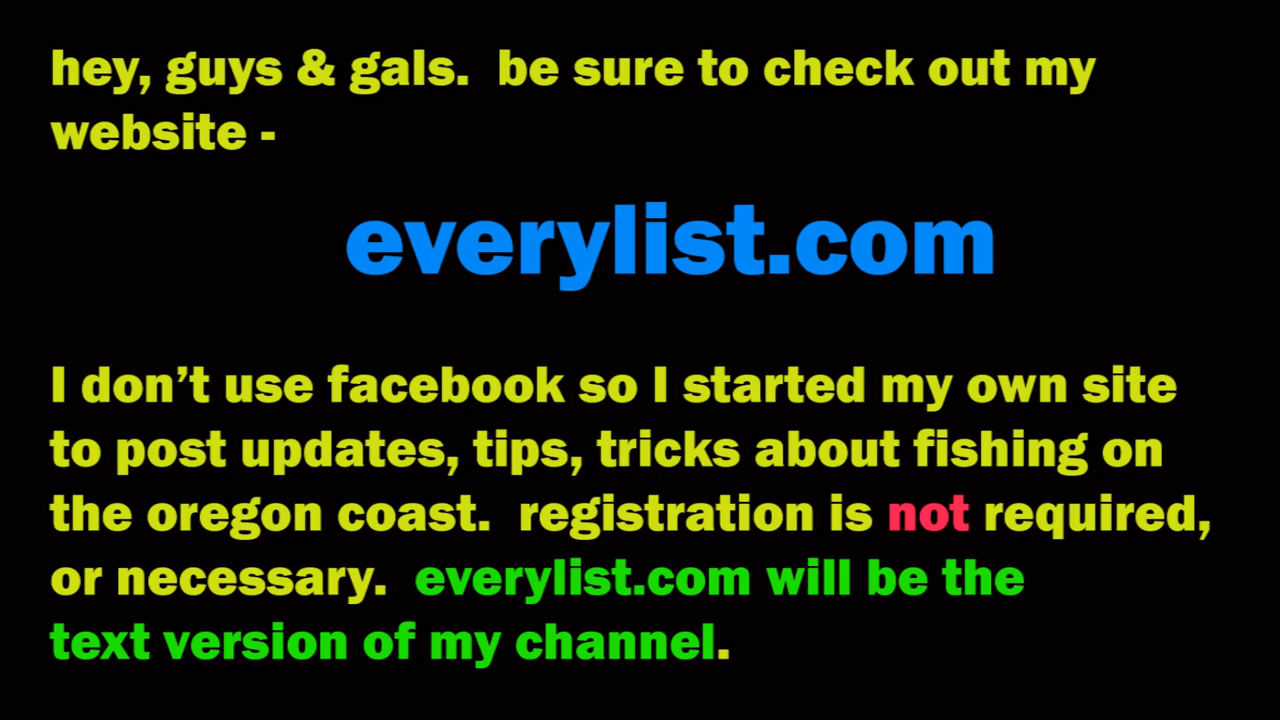 hey, guys & gals.  be sure to check out my
website -
everylist.com
I don’t use facebook so I started my own site
to post updates, tips, tricks about fishing on
the oregon coast.  registration is not required,
or necessary.  everylist.com will be the
text version of my channel.